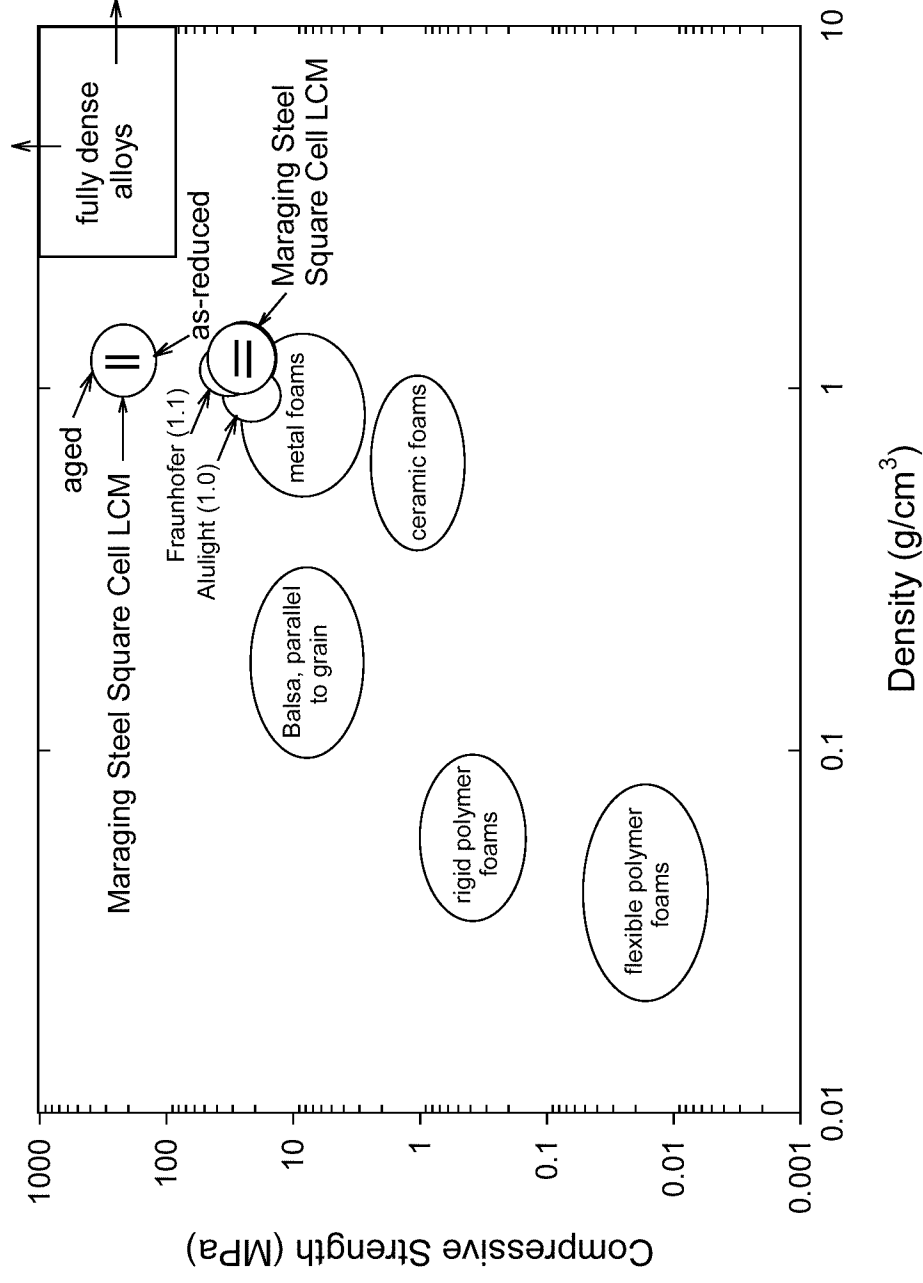 1000
100
10
1
0.1
0.01
0.001
Compressive Strength (MPa)
0.01
0.1
1
10
Density (g/cm³)
fully dense
alloys
aged
Maraging Steel Square Cell LCM
as-reduced
=
=
Maraging Steel
Square Cell LCM
Fraunhofer (1.1)
Alulight (1.0)
metal foams
ceramic foams
Balsa, parallel
to grain
rigid polymer
foams
flexible polymer
foams